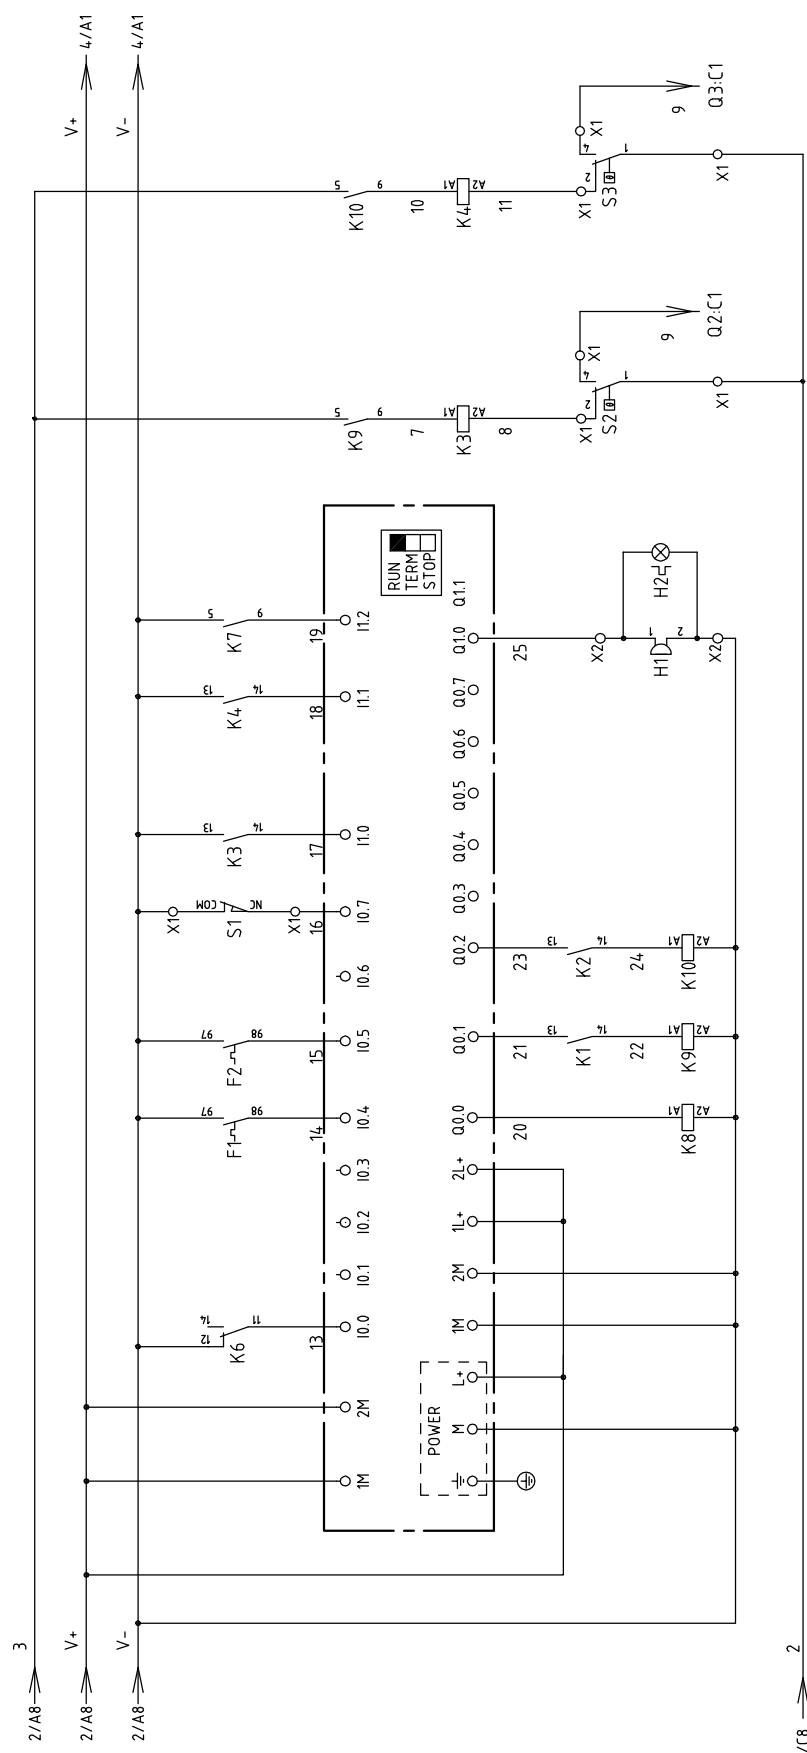 4/A1
4/A1
V+
V-
X1
4
1
2
X1
S3
X1
9
Q3:C1
5
K10
9
10
A1
K4
A2
11
X1
4
1
2
X1
S2
X1
9
Q2:C1
5
K9
9
7
A1
K3
A2
8
RUN
TERM
STOP
5
K7
9
19
I1.2
13
K4
14
18
I1.1
13
K3
14
17
I1.0
X1
COM
S1
NC
X1
16
I0.7
I0.6
97
F2
98
15
I0.5
97
F1
98
14
I0.4
I0.3
I0.2
I0.1
14
12
K6
11
13
I0.0
2M
1M
Q1.1
Q1.0
25
X2
1
H1
2
X2
H2
Q0.7
Q0.6
Q0.5
Q0.4
Q0.3
Q0.2
23
13
K2
14
24
A1
K10
A2
Q0.1
21
13
K1
14
22
A1
K9
A2
Q0.0
20
A1
K8
A2
2L+
1L+
2M
1M
L+
M
POWER
3
V+
V-
2
2/A8
2/A8
2/A8
/C8